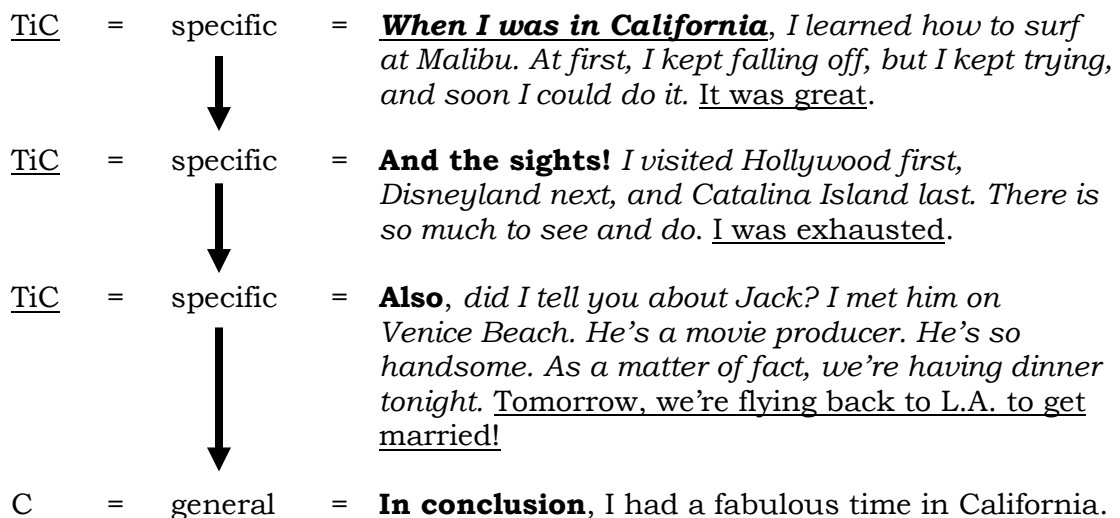 TiC = specific = When I was in California, I learned how to surf
at Malibu. At first, I kept falling off, but I kept trying,
and soon I could do it. It was great.
TiC = specific = And the sights! I visited Hollywood first,
Disneyland next, and Catalina Island last. There is
so much to see and do. I was exhausted.
TiC = specific = Also, did I tell you about Jack? I met him on
Venice Beach. He's a movie producer. He's so
handsome. As a matter of fact, we're having dinner
tonight. Tomorrow, we're flying back to L.A. to get
married!
C = general = In conclusion, I had a fabulous time in California.